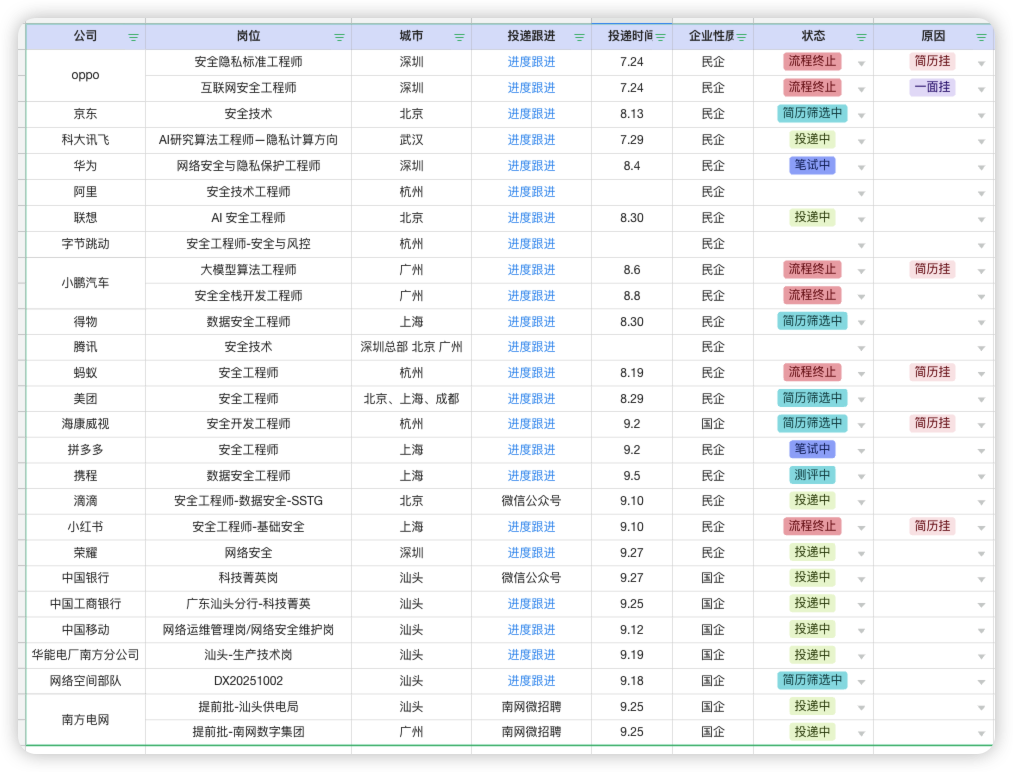 公司 岗位 城市 投递跟进 投递时间 企业性质 状态 原因
oppo 安全隐私标准工程师 深圳 进度跟进 7.24 民企 流程终止 简历挂
互联网安全工程师 深圳 进度跟进 7.24 民企 流程终止 一面挂
京东 安全技术 北京 进度跟进 8.13 民企 简历筛选中
科大讯飞 AI研究算法工程师—隐私计算方向 武汉 进度跟进 7.29 民企 投递中
华为 网络安全与隐私保护工程师 深圳 进度跟进 8.4 民企 笔试中
阿里 安全技术工程师 杭州 进度跟进 民企
联想 AI 安全工程师 北京 进度跟进 8.30 民企 投递中
字节跳动 安全工程师-安全与风控 杭州 进度跟进 民企
小鹏汽车 大模型算法工程师 广州 进度跟进 8.6 民企 流程终止 简历挂
安全全栈开发工程师 广州 进度跟进 8.8 民企 流程终止
得物 数据安全工程师 上海 进度跟进 8.30 民企 简历筛选中
腾讯 安全技术 深圳总部 北京 广州 进度跟进 民企
蚂蚁 安全工程师 杭州 进度跟进 8.19 民企 流程终止 简历挂
美团 安全工程师 北京、上海、成都 进度跟进 8.29 民企 简历筛选中
海康威视 安全开发工程师 杭州 进度跟进 9.2 国企 简历筛选中 简历挂
拼多多 安全工程师 上海 进度跟进 9.2 民企 笔试中
携程 数据安全工程师 上海 进度跟进 9.5 民企 测评中
滴滴 安全工程师-数据安全-SSTG 北京 微信公众号 9.10 民企 投递中
小红书 安全工程师-基础安全 上海 进度跟进 9.10 民企 流程终止 简历挂
荣耀 网络安全 深圳 进度跟进 9.27 民企 投递中
中国银行 科技菁英岗 汕头 微信公众号 9.27 国企 投递中
中国工商银行 广东汕头分行-科技菁英 汕头 进度跟进 9.25 国企 投递中
中国移动 网络运维管理岗/网络安全维护岗 汕头 进度跟进 9.12 国企 投递中
华能电厂南方分公司 汕头-生产技术岗 汕头 进度跟进 9.19 国企 投递中
网络空间部队 DX20251002 汕头 进度跟进 9.18 国企 简历筛选中
南方电网 提前批-汕头供电局 汕头 南网微招聘 9.25 国企 投递中
提前批-南网数字集团 广州 南网微招聘 9.25 国企 投递中